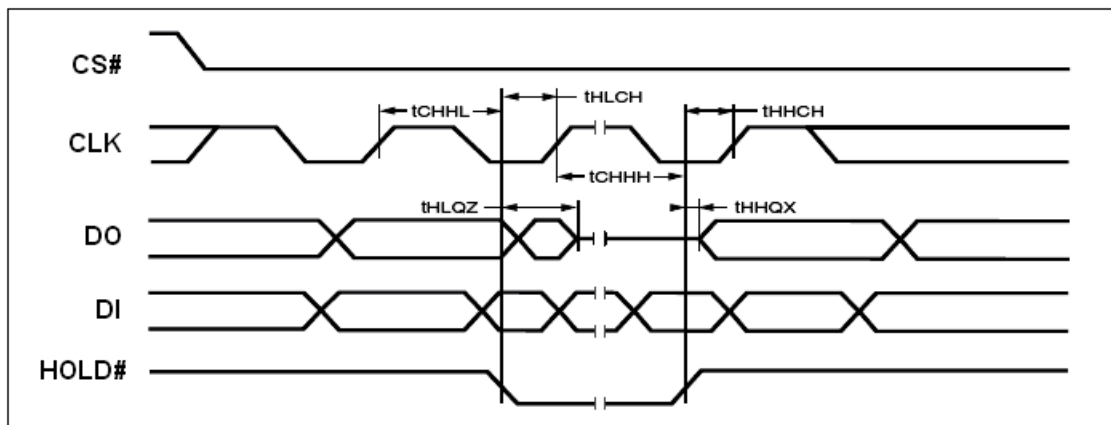 CS#
tHLCH
tHHCH
tCHHL
CLK
tCHHH
tHLQZ
tHHQX
DO
DI
HOLD#